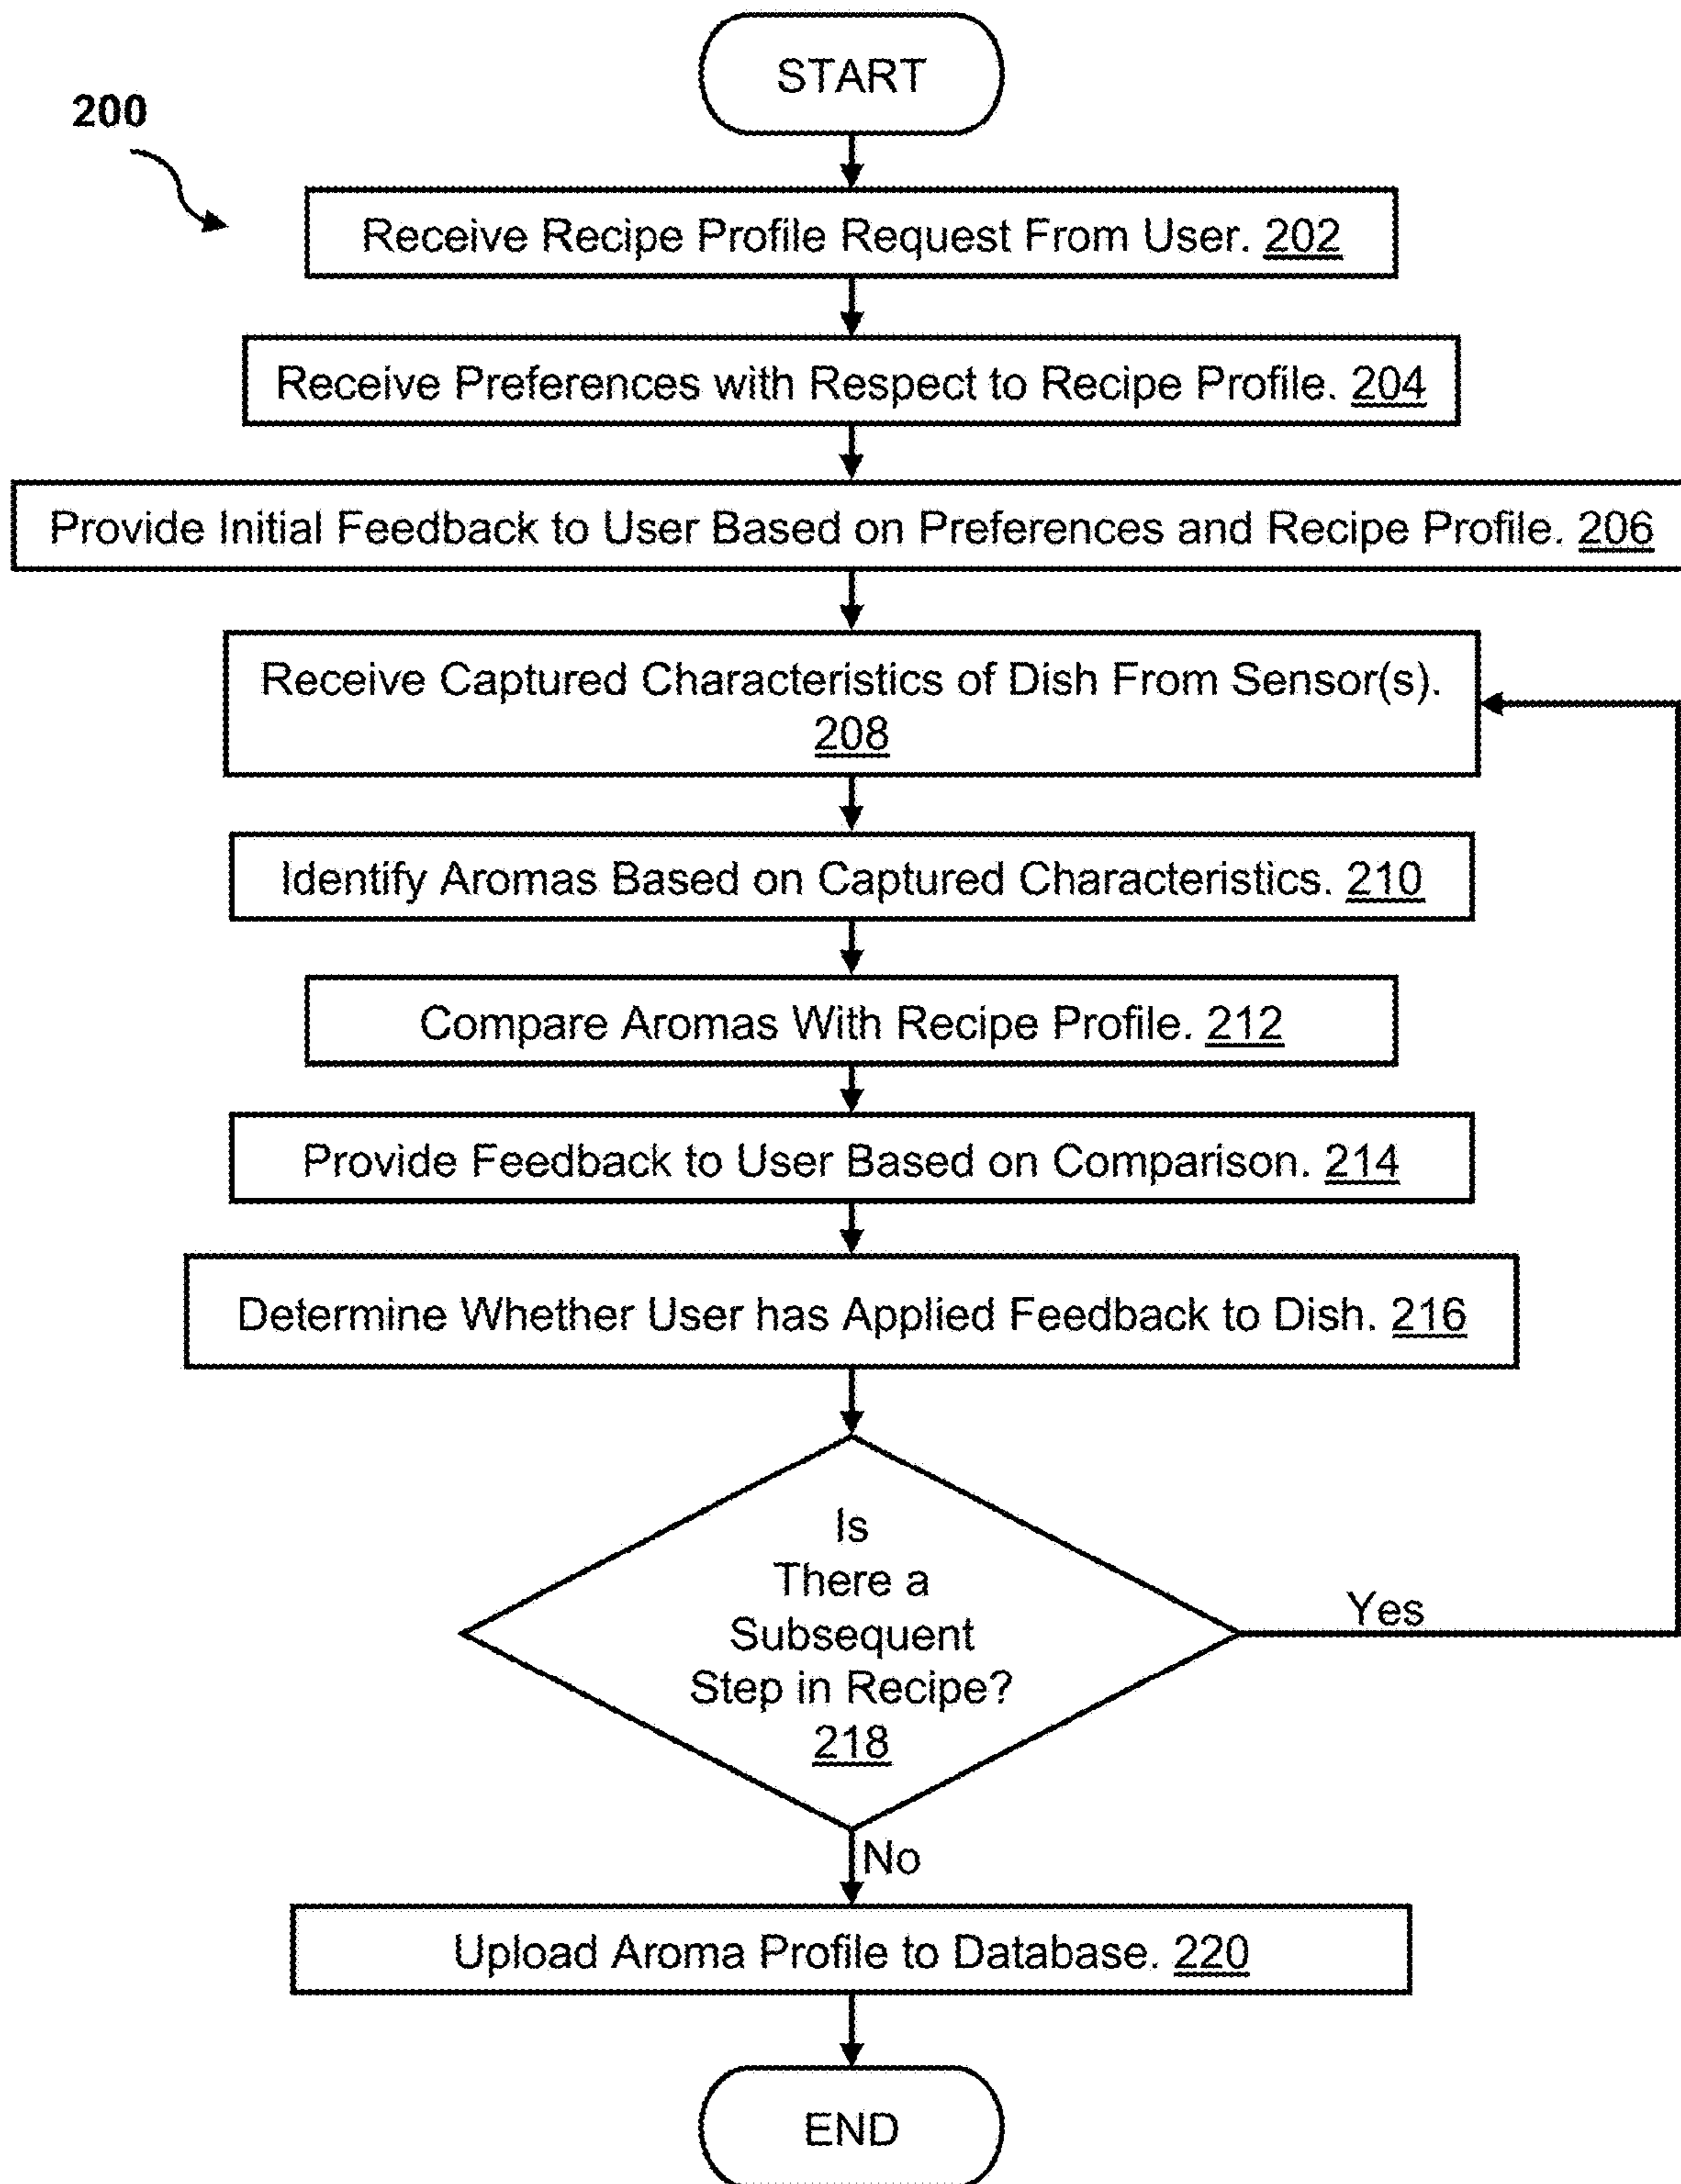 START
200
Receive Recipe Profile Request From User. 202
Receive Preferences with Respect to Recipe Profile. 204
Provide Initial Feedback to User Based on Preferences and Recipe Profile. 206
Receive Captured Characteristics of Dish From Sensor(s).
208
Identify Aromas Based on Captured Characteristics. 210
Compare Aromas With Recipe Profile. 212
Provide Feedback to User Based on Comparison. 214
Determine Whether User has Applied Feedback to Dish. 216
Is
There a
Subsequent
Step in Recipe?
218
Yes
No
Upload Aroma Profile to Database. 220
END